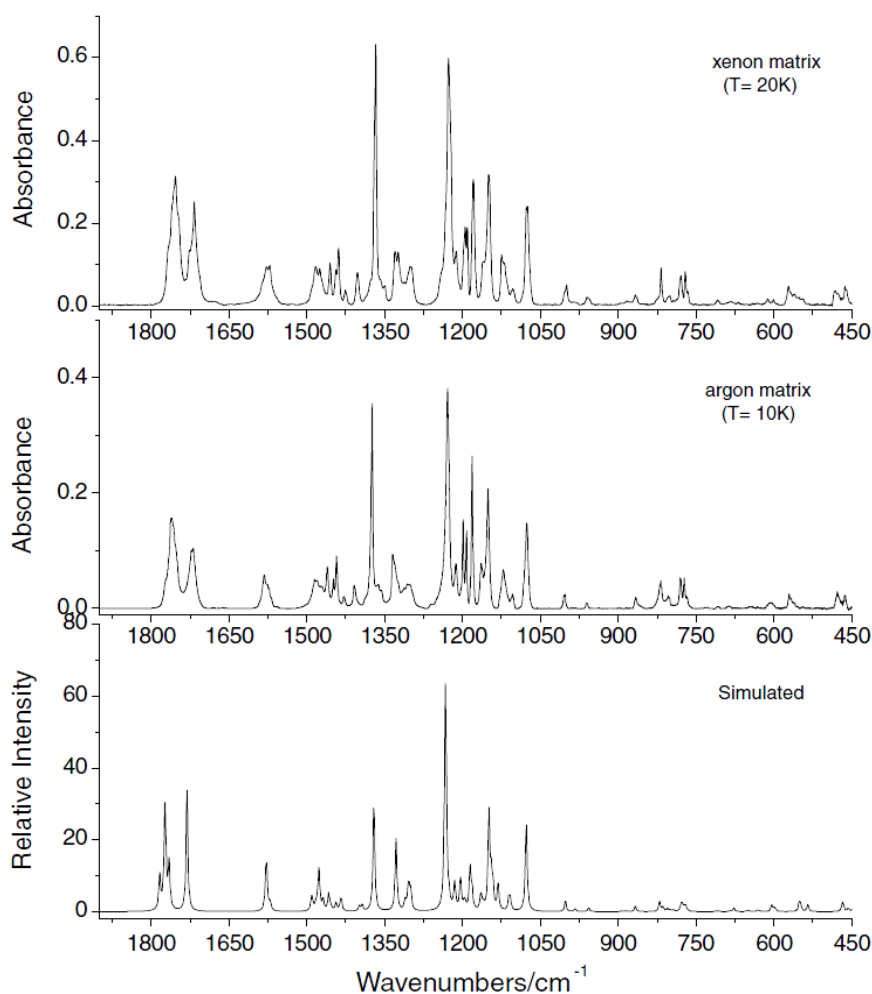 xenon matrix
(T= 20K)
Absorbance
0.6
0.4
0.2
0.0
1800 1650 1500 1350 1200 1050 900 750 600 450
argon matrix
(T= 10K)
Absorbance
0.4
0.2
0.0
1800 1650 1500 1350 1200 1050 900 750 600 450
Simulated
Relative Intensity
80
60
40
20
0
1800 1650 1500 1350 1200 1050 900 750 600 450
Wavenumbers/cm⁻¹